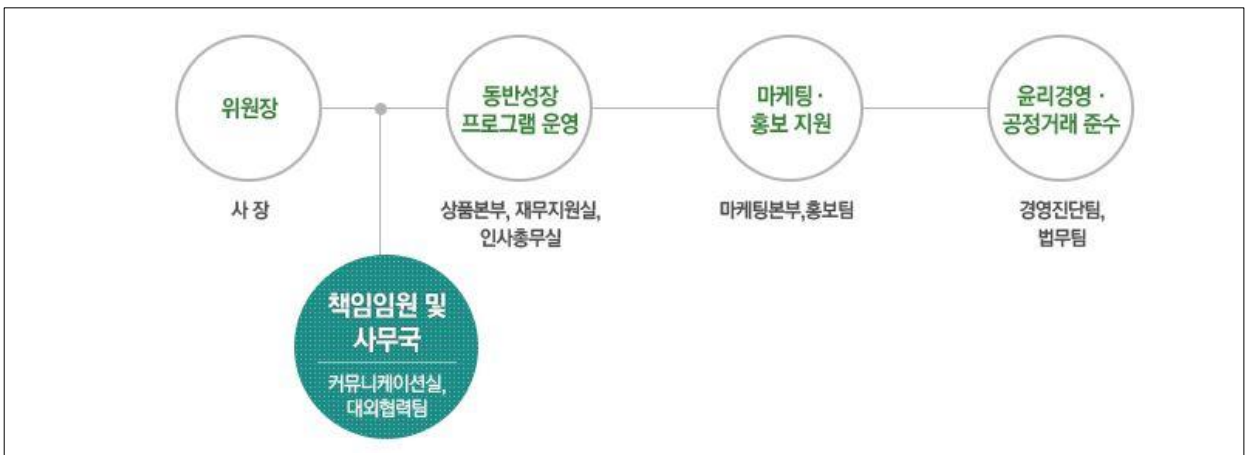 위원장
사 장
동반성장
프로그램 운영
상품본부, 재무지원실,
인사총무실
마케팅 ·
홍보 지원
마케팅본부,홍보팀
윤리경영 ·
공정거래 준수
경영진단팀,
법무팀
책임임원 및
사무국
커뮤니케이션실,
대외협력팀